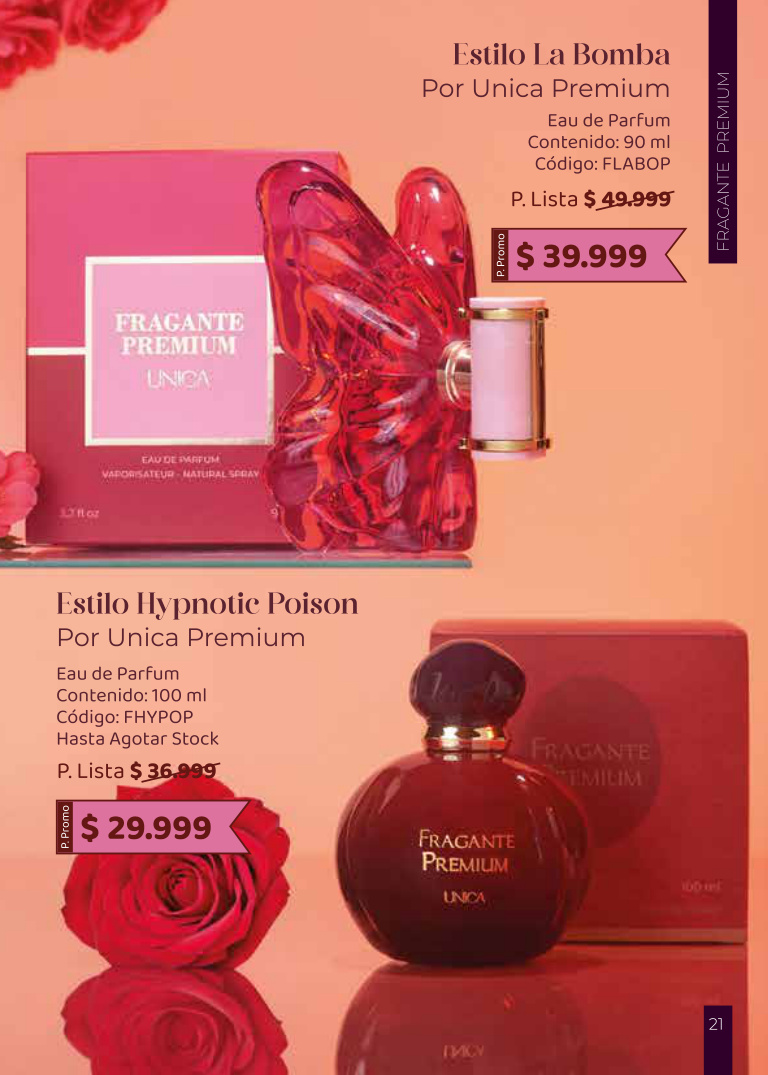 Estilo La Bomba
Por Unica Premium
Eau de Parfum
Contenido: 90 ml
Código: FLABOP
P. Lista $ 49.999
P. Promo
$ 39.999
FRAGANTE PREMIUM
FRAGANTE
PREMIUM
UNICA
EAU DE PARFUM
VAPORISATEUR - NATURAL SPRAY
fl oz
9
Estilo Hypnotic Poison
Por Unica Premium
Eau de Parfum
Contenido: 100 ml
Código: FHYPOP
Hasta Agotar Stock
P. Lista $ 36.999
P. Promo
$ 29.999
FRAGANTE
PREMIUM
100 ml
FRAGANTE
PREMIUM
UNICA
21